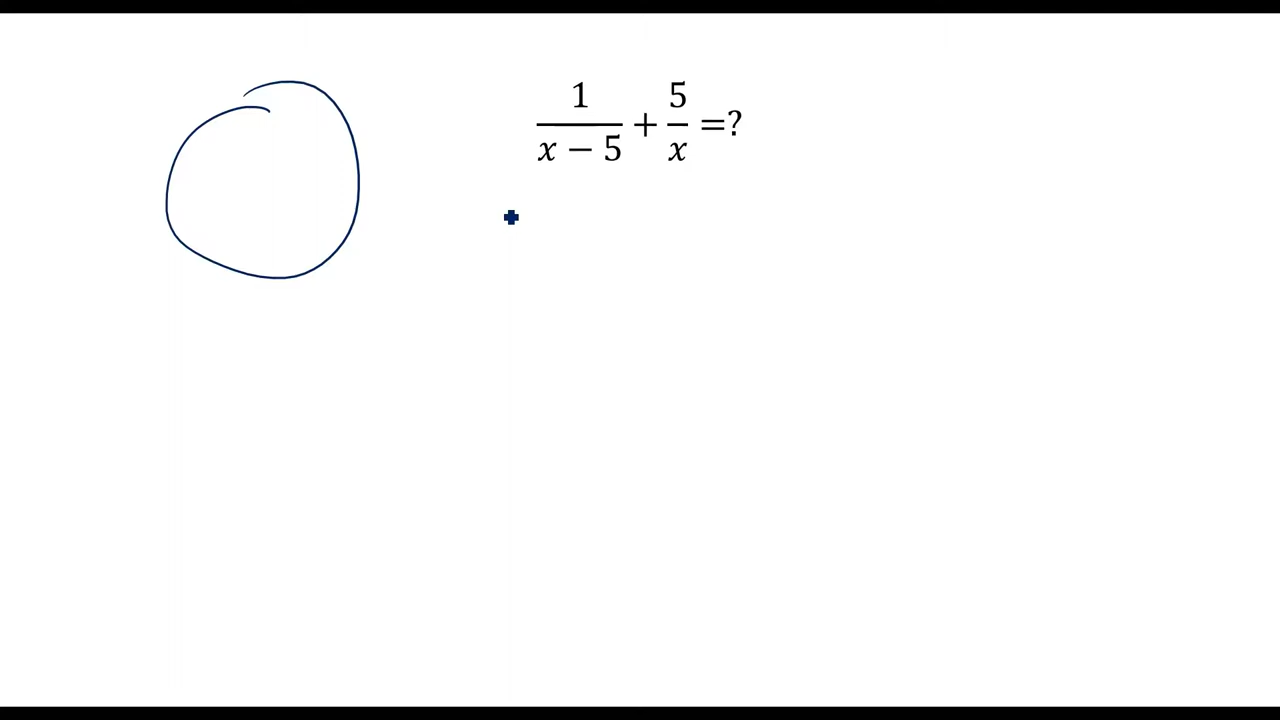 1/(x − 5) + 5/x =?